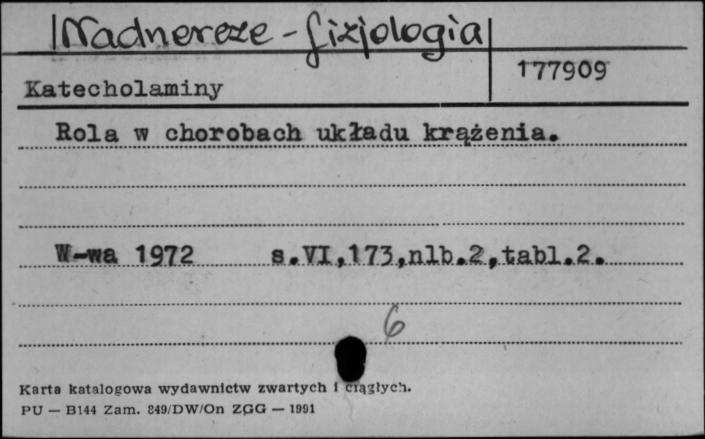 Nadnercze - fizjologia
177909
Katecholaminy
Rola w chorobach układu krążenia.
W-wa 1972 s.VI,173,nlb.2,tabl.2.
6
Karta katalogowa wydawnictw zwartych i ciągłych.
PU — B144 Zam. 849/DW/On ZGG — 1991